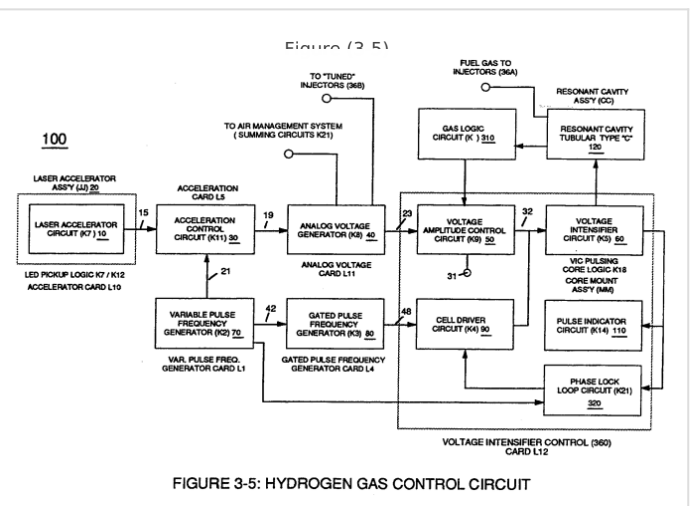 Figure (3-5)
FUEL GAS TO
INJECTORS (36A)
TO "TUNED"
INJECTORS (36B)
RESONANT CAVITY
ASS'Y (CC)
TO AIR MANAGEMENT SYSTEM
( SUMMING CIRCUITS K21)
GAS LOGIC
CIRCUIT (K ) 310
RESONANT CAVITY
TUBULAR TYPE "C"
120
100
LASER ACCELERATOR
ASS'Y (JJ) 20
ACCELERATION
CARD L5
LASER ACCELERATOR
CIRCUIT (K7 ) 10
15
ACCELERATION
CONTROL
CIRCUIT (K11) 30
19
ANALOG VOLTAGE
GENERATOR (K8) 40
23
VOLTAGE
AMPLITUDE CONTROL
CIRCUIT (K9) 50
32
VOLTAGE
INTENSIFIER
CIRCUIT (K5) 60
LED PICKUP LOGIC K7 / K12
ACCELERATOR CARD L10
21
ANALOG VOLTAGE
CARD L11
31
VIC PULSING
CORE LOGIC K18
CORE MOUNT
ASS'Y (MM)
VARIABLE PULSE
FREQUENCY
GENERATOR (K2) 70
42
GATED PULSE
FREQUENCY
GENERATOR (K3) 80
48
CELL DRIVER
CIRCUIT (K4) 90
PULSE INDICATOR
CIRCUIT (K14) 110
VAR. PULSE FREQ.
GENERATOR CARD L1
GATED PULSE FREQUENCY
GENERATOR CARD L4
PHASE LOCK
LOOP CIRCUIT (K21)
320
VOLTAGE INTENSIFIER CONTROL (360)
CARD L12
FIGURE 3-5: HYDROGEN GAS CONTROL CIRCUIT